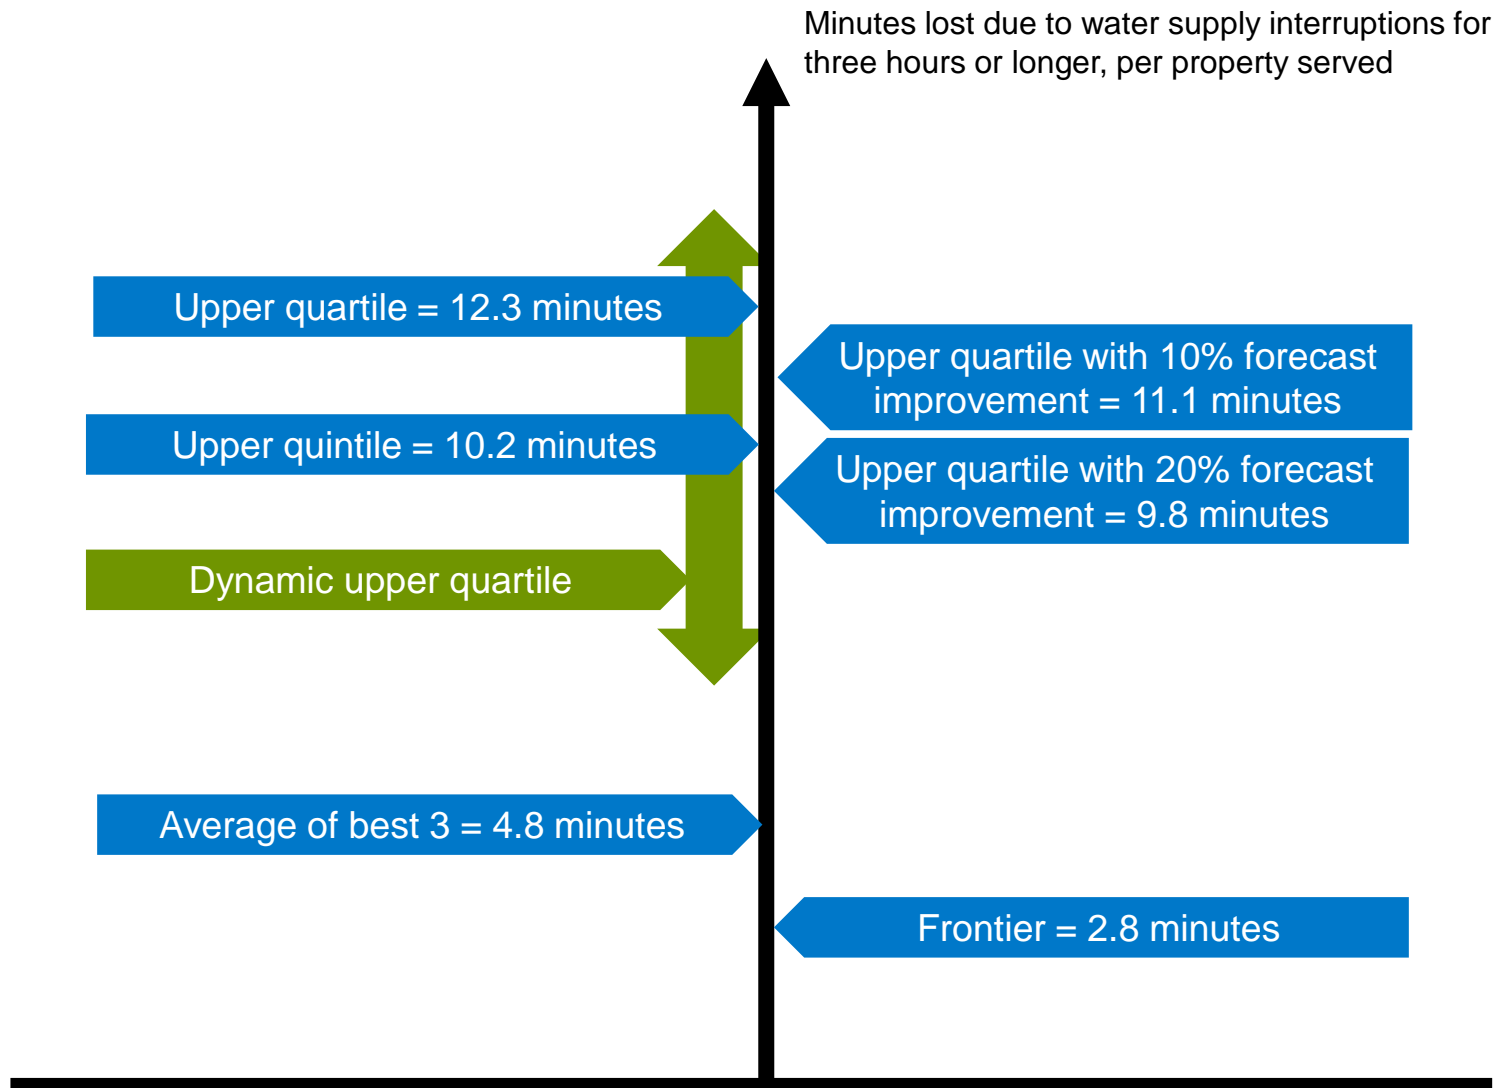 Minutes lost due to water supply interruptions for
three hours or longer, per property served
Upper quartile = 12.3 minutes
Upper quartile with 10% forecast
improvement = 11.1 minutes
Upper quintile = 10.2 minutes
Upper quartile with 20% forecast
improvement = 9.8 minutes
Dynamic upper quartile
Average of best 3 = 4.8 minutes
Frontier = 2.8 minutes